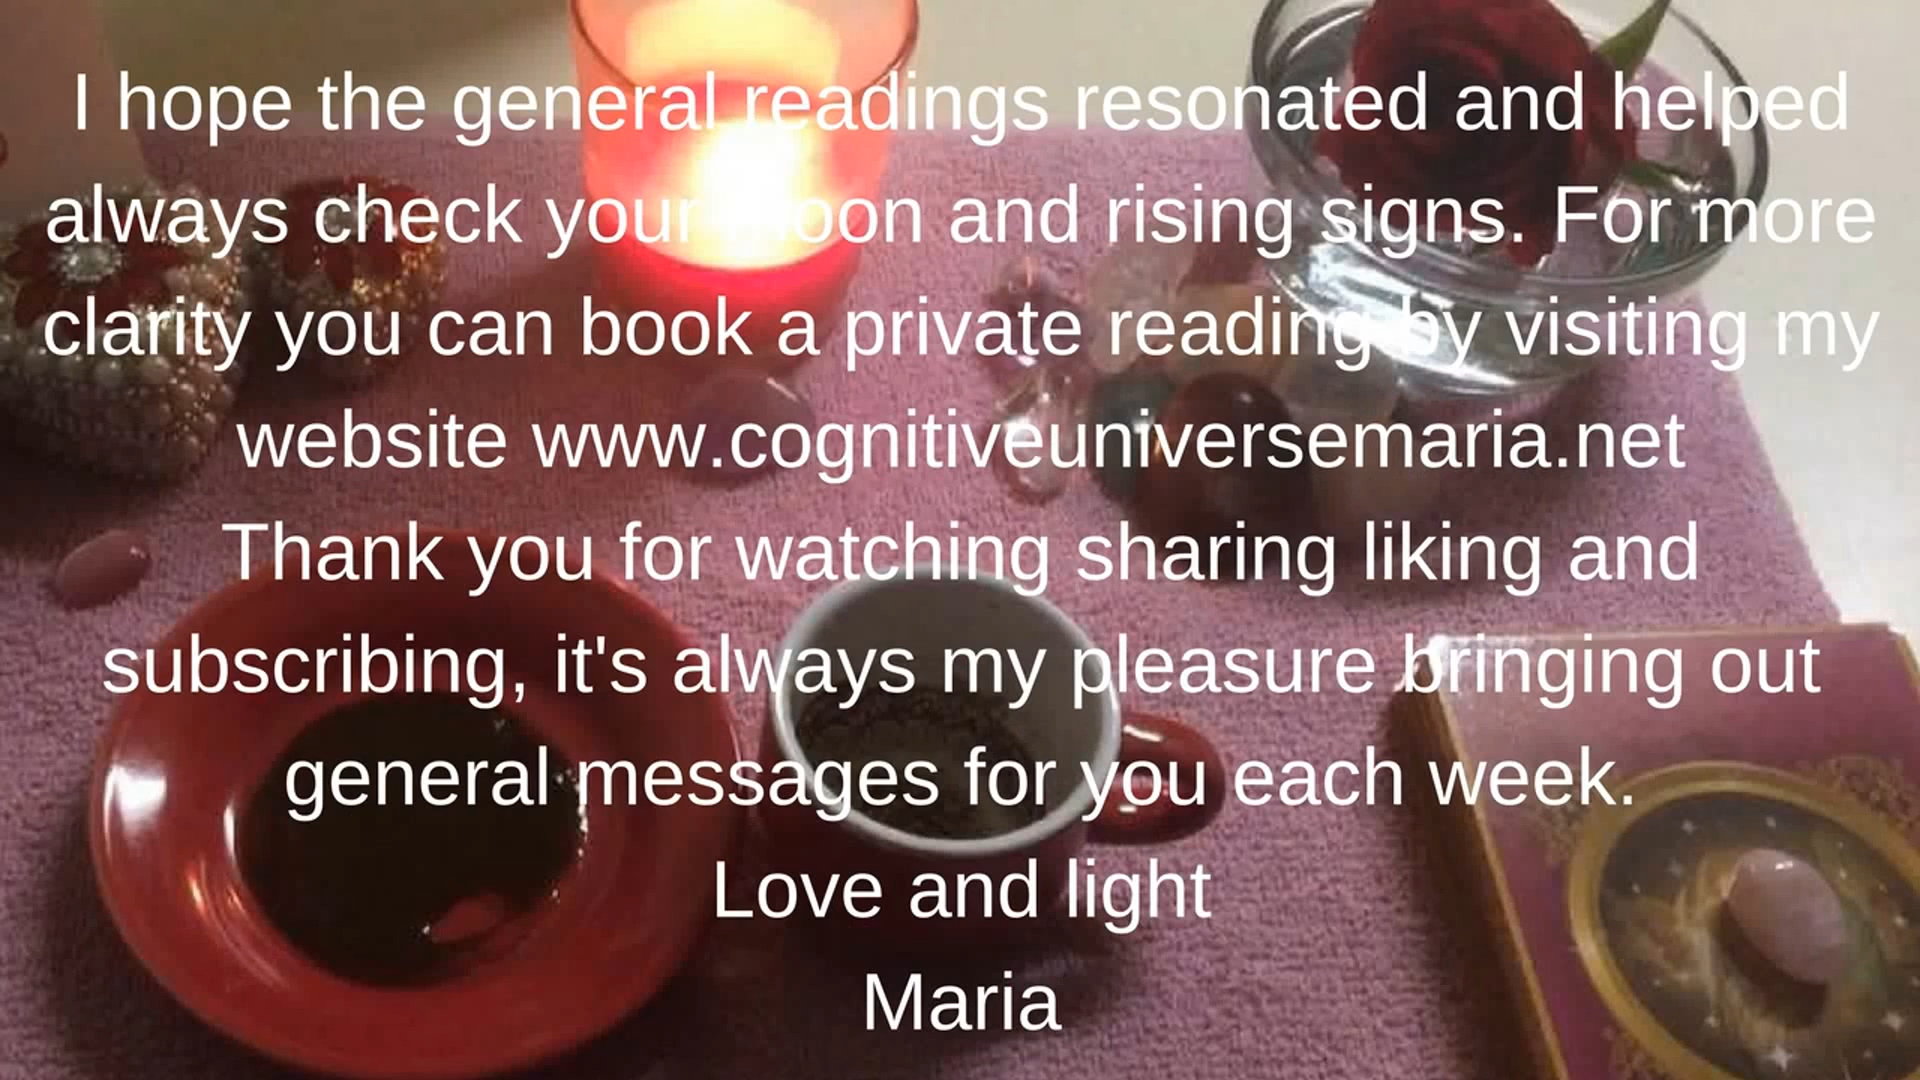 I hope the general readings resonated and helped
always check your moon and rising signs. For more
clarity you can book a private reading by visiting my
website www.cognitiveuniversemaria.net
Thank you for watching sharing liking and
subscribing, it's always my pleasure bringing out
general messages for you each week.
Love and light
Maria